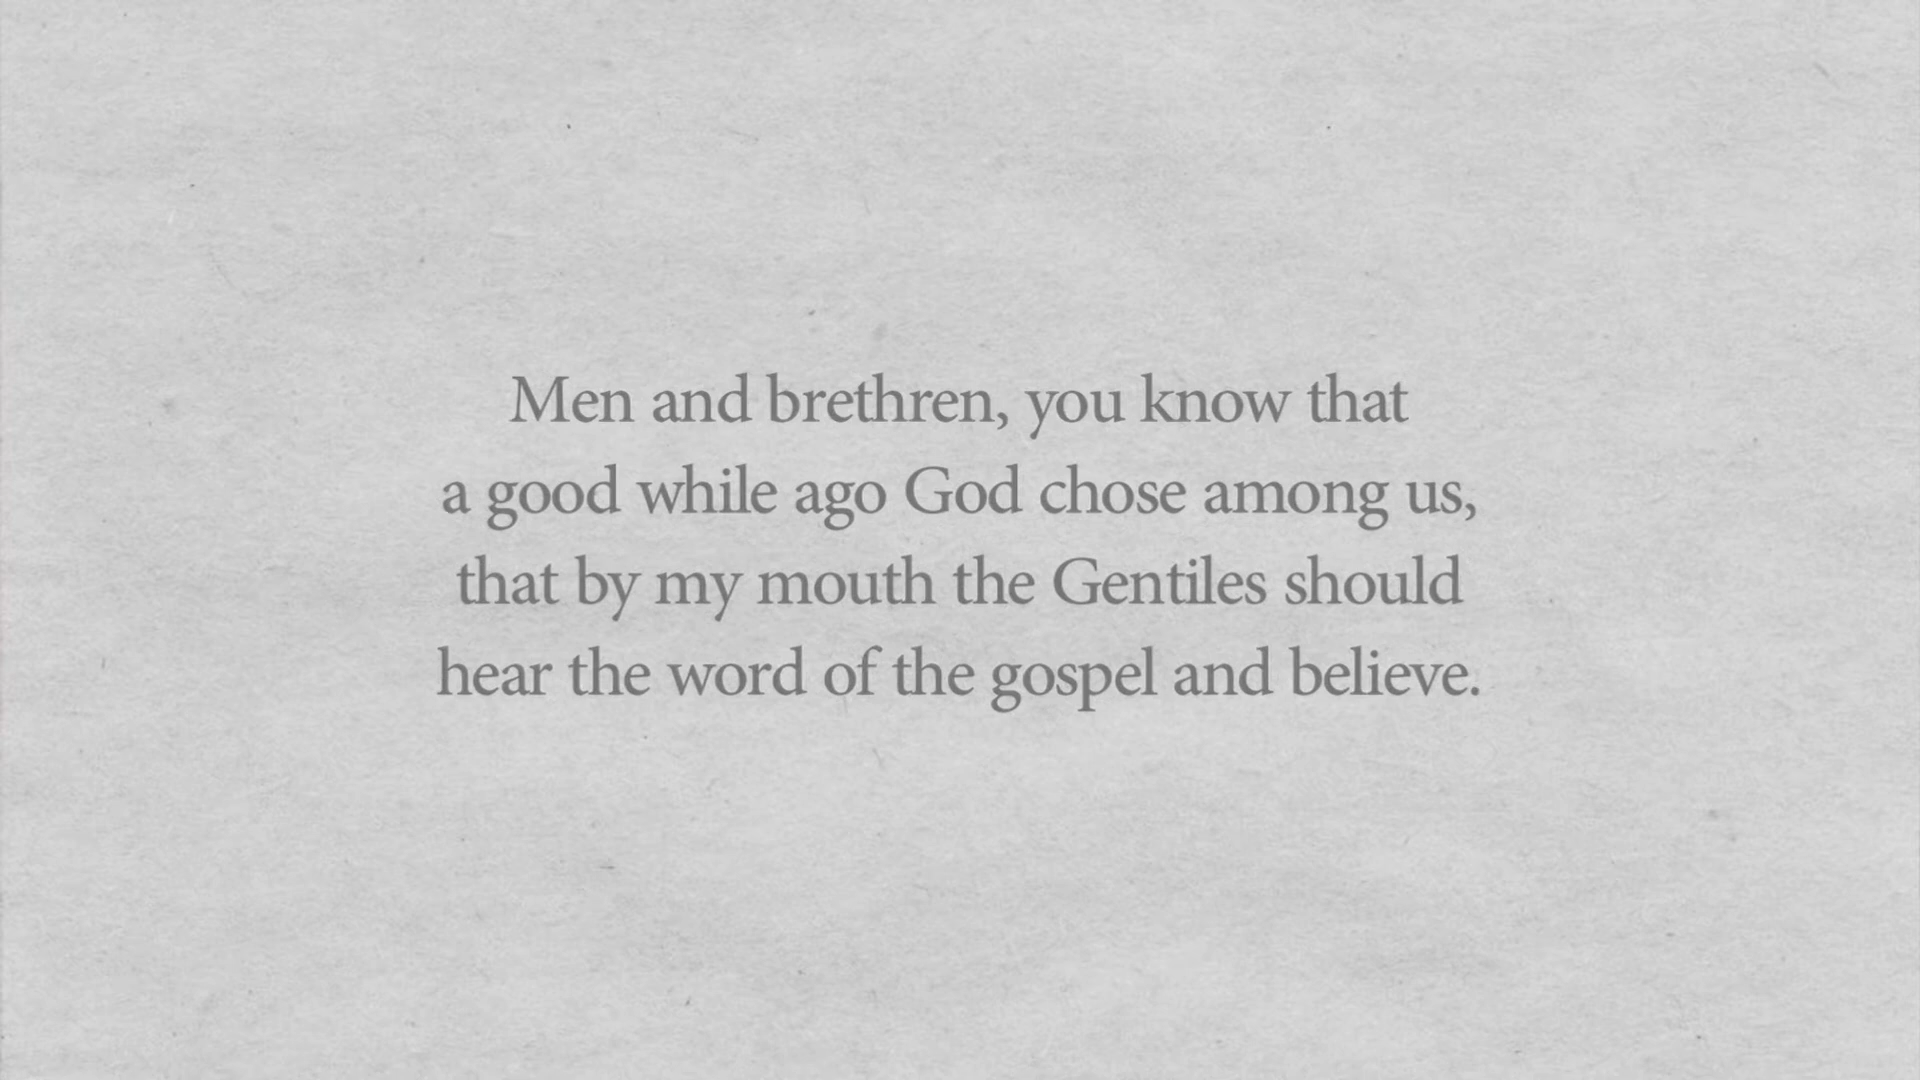 Men and brethren, you know that
a good while ago God chose among us,
that by my mouth the Gentiles should
hear the word of the gospel and believe.